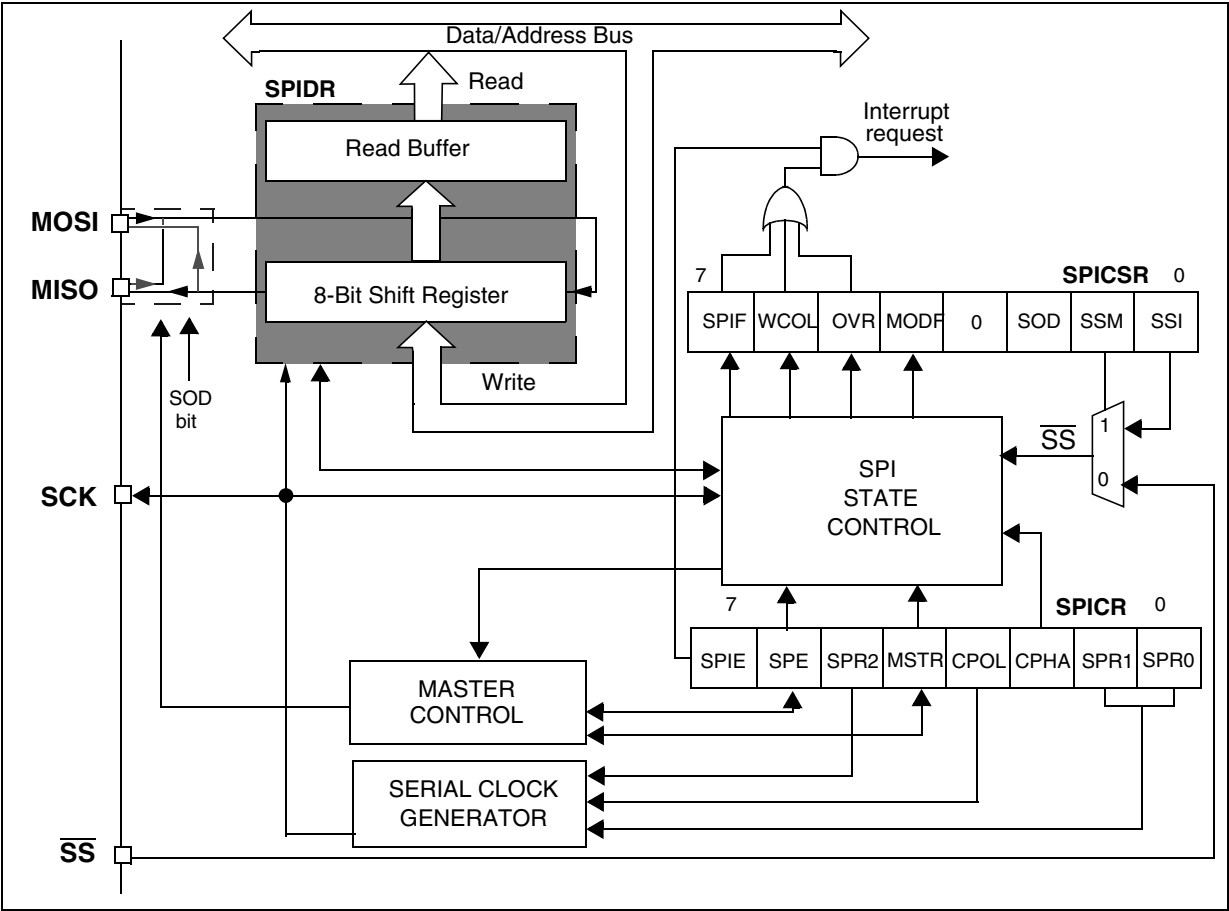 Data/Address Bus
SPIDR
Read
Read Buffer
8-Bit Shift Register
Write
MOSI
MISO
SOD
bit
SCK
SS
Interrupt
request
7
SPICSR
0
SPIF
WCOL
OVR
MODF
0
SOD
SSM
SSI
1
0
SS
SPI
STATE
CONTROL
7
SPICR
0
SPIE
SPE
SPR2
MSTR
CPOL
CPHA
SPR1
SPR0
MASTER
CONTROL
SERIAL CLOCK
GENERATOR